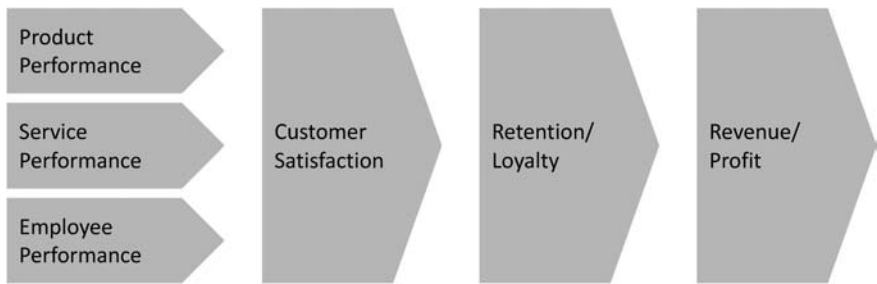 Product
Performance
Service
Performance
Employee
Performance
Customer
Satisfaction
Retention/
Loyalty
Revenue/
Profit